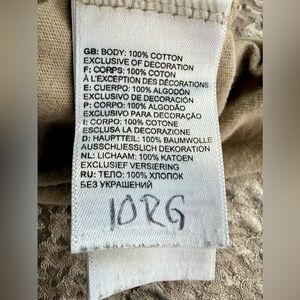 GB: BODY: 100% COTTON
EXCLUSIVE OF DECORATION
F: CORPS: 100% COTON
À L'EXCEPTION DES DÉCORATIONS
E: CUERPO: 100% ALGODÓN
EXCLUSIVO DE DECORACIÓN
P: CORPO: 100% ALGODÃO
EXCLUSIVO PARA DECORAÇÃO
I: CORPO: 100% COTONE
ESCLUSA LA DECORAZIONE
D: HAUPTTEIL: 100% BAUMWOLLE
AUSSCHLIESSLICH DEKORATION
NL: LICHAAM: 100% KATOEN
EXCLUSIEF VERSIERING
RU: ТЕЛО: 100% ХЛОПОК
БЕЗ УКРАШЕНИЙ
10RG